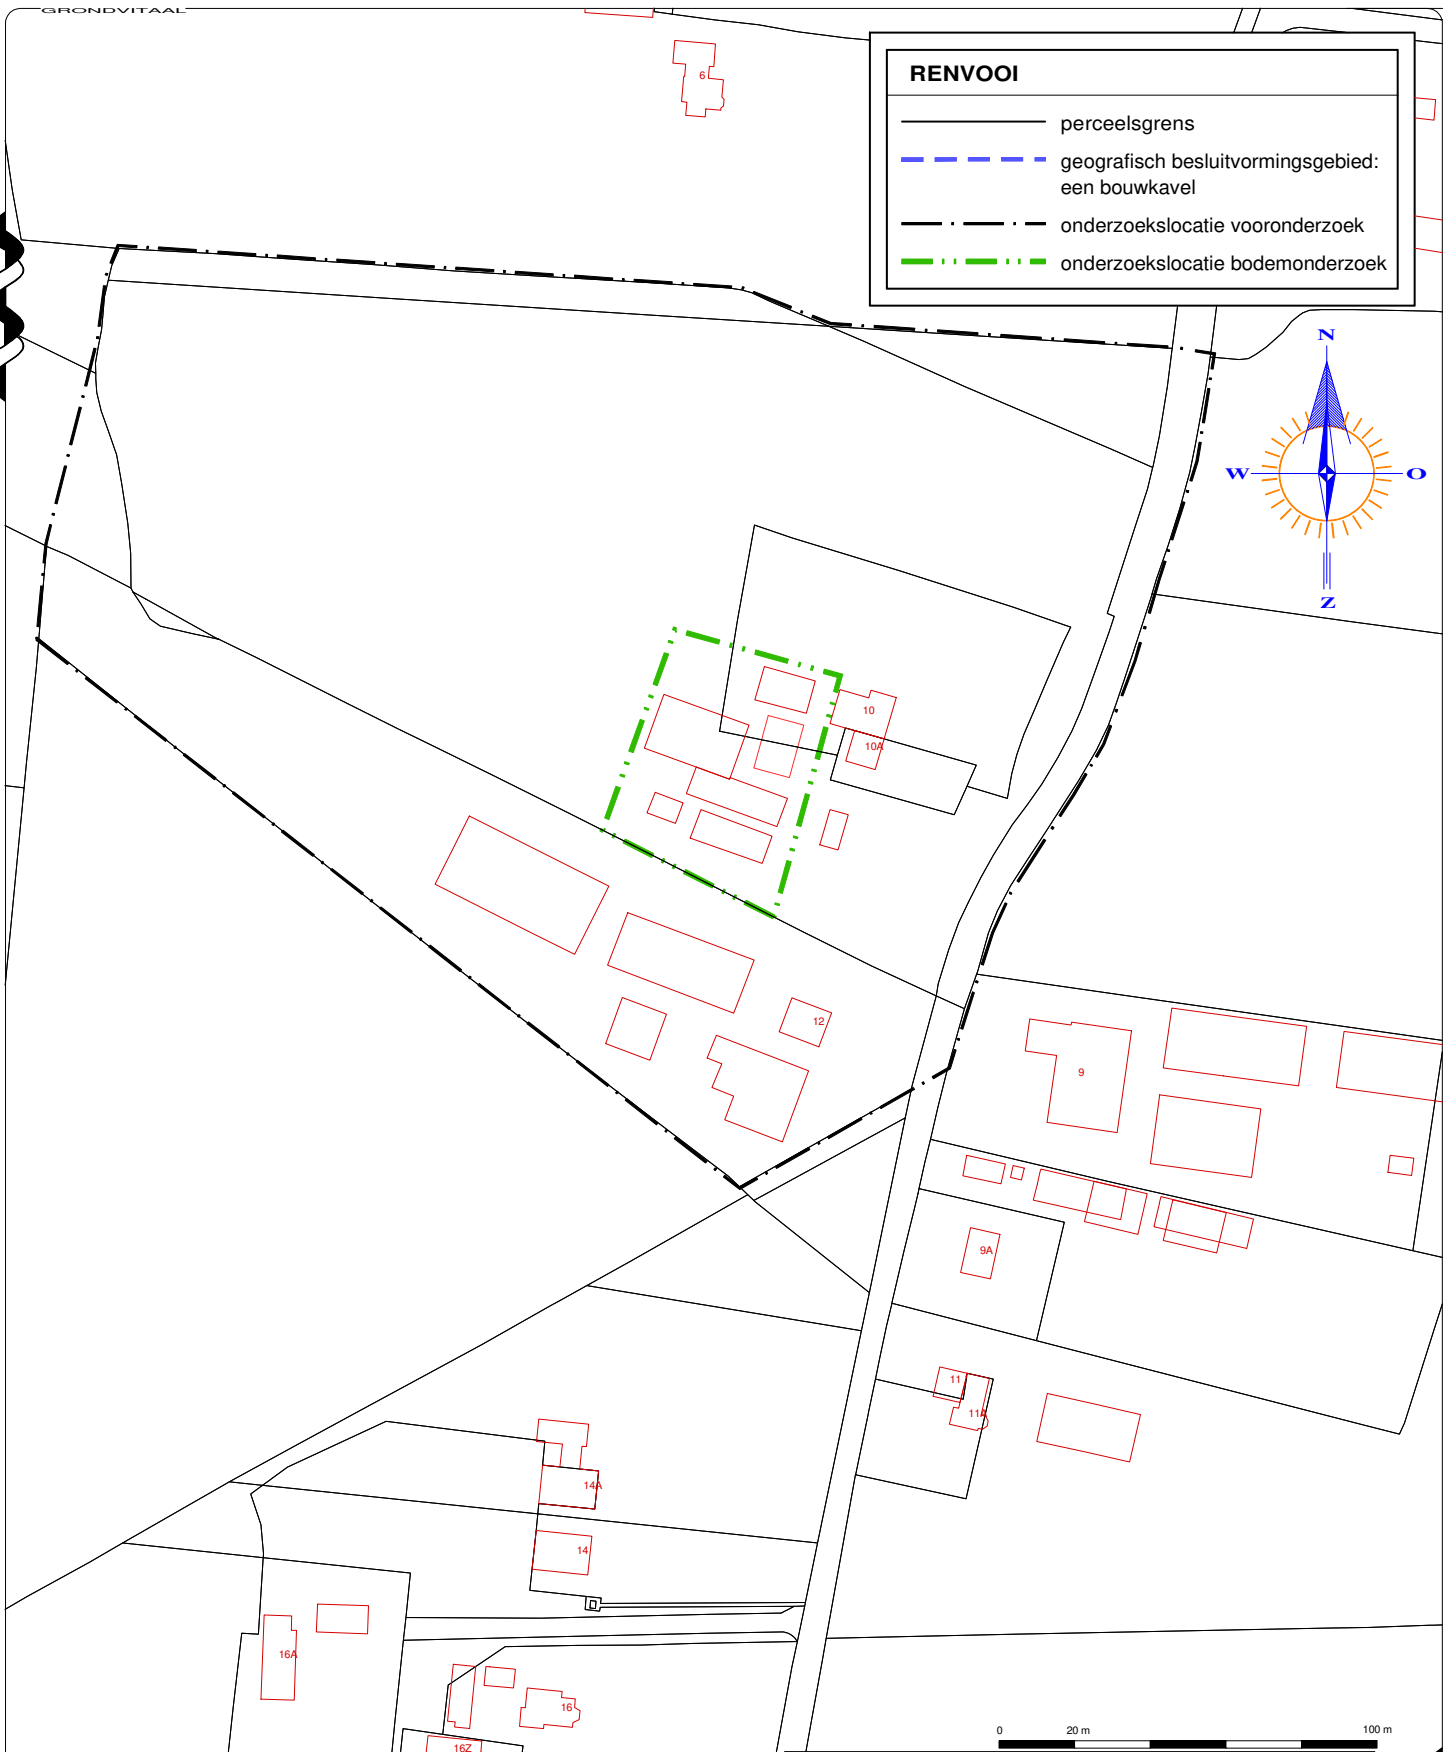 GRONDVITAAL
6
RENVOOI
perceelsgrens
geografisch besluitvormingsgebied:
een bouwkavel
onderzoekslocatie vooronderzoek
onderzoekslocatie bodemonderzoek
N
W
O
Z
10
10A
12
9
9A
11
11A
14A
14
16A
16
16Z
0
20 m
100 m